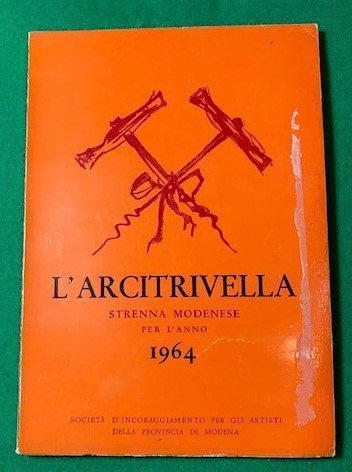 L'ARCITRIVELLA
STRENNA MODENESE
PER L'ANNO
1964
SOCIETÀ D'INCORAGGIAMENTO PER GLI ARTISTI
DELLA PROVINCIA DI MODENA